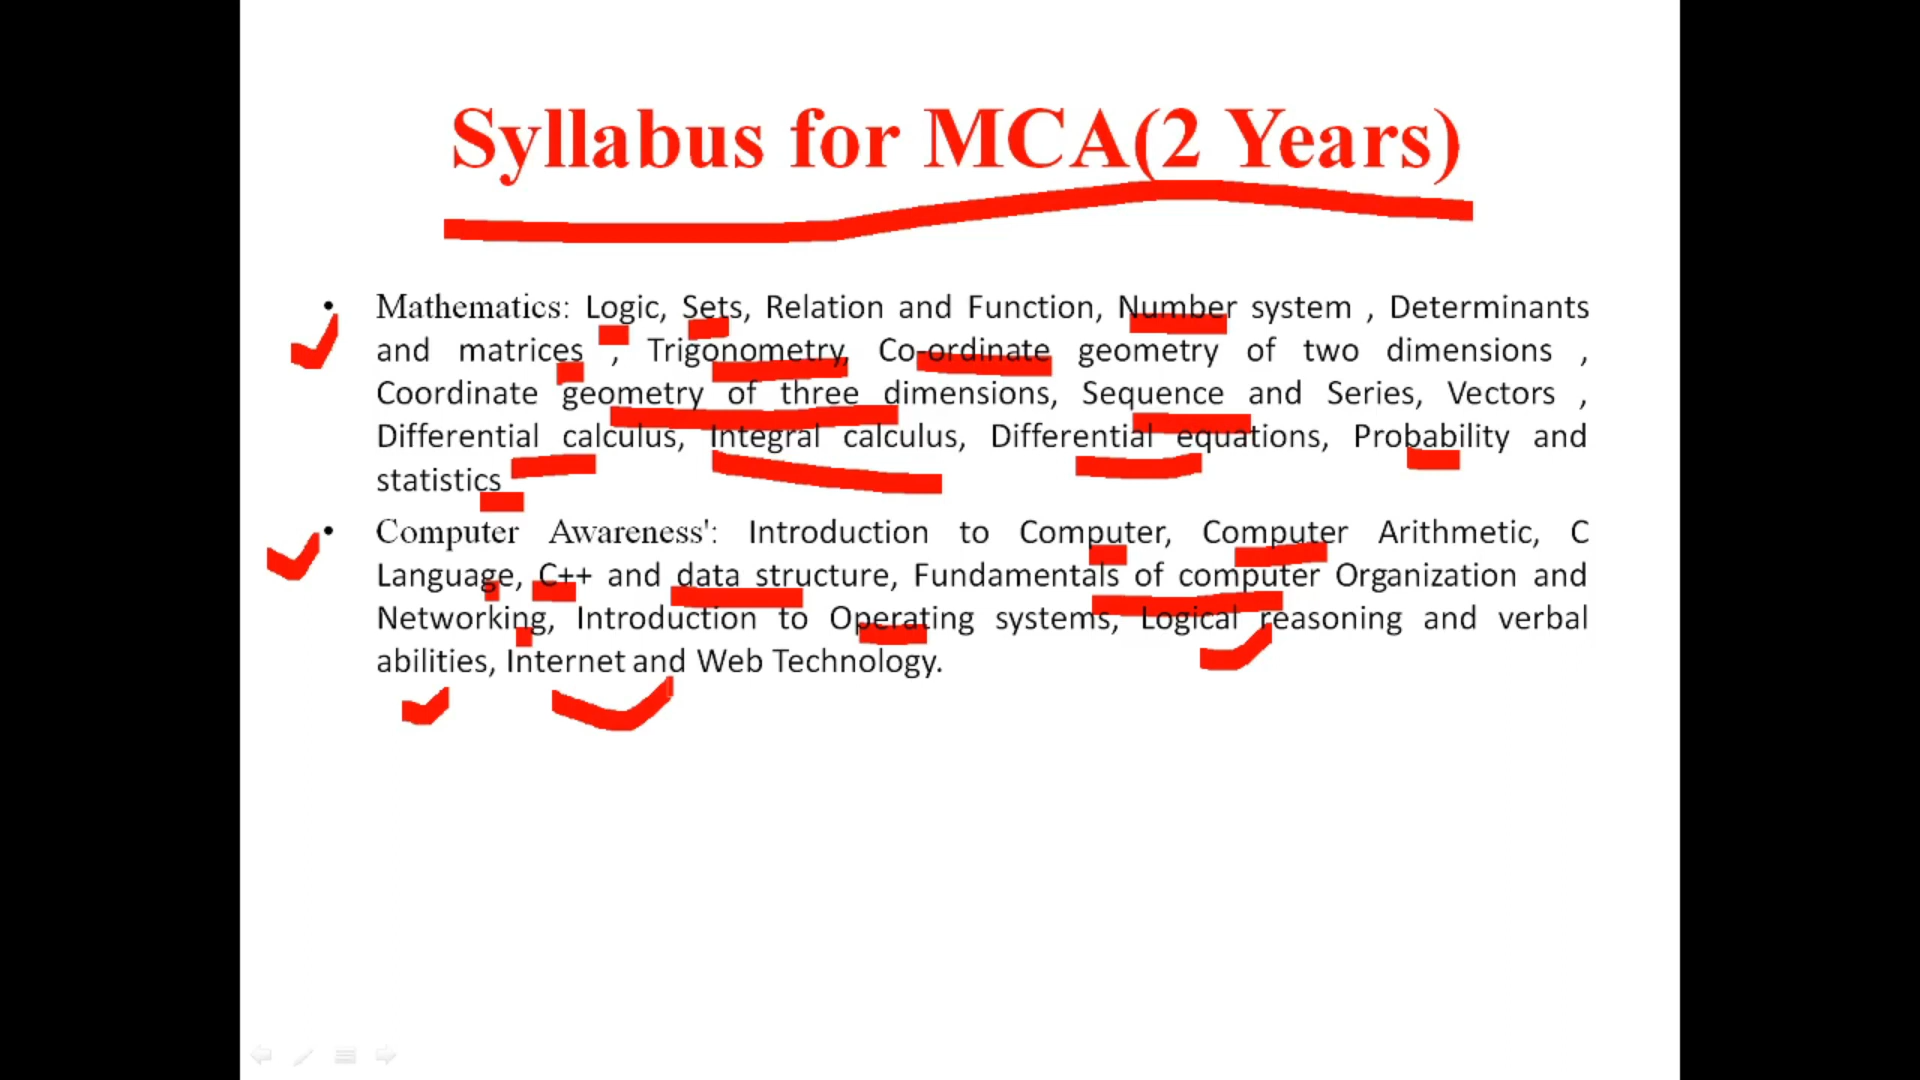 Syllabus for MCA(2 Years)
• Mathematics: Logic, Sets, Relation and Function, Number system , Determinants
and matrices , Trigonometry, Co-ordinate geometry of two dimensions ,
Coordinate geometry of three dimensions, Sequence and Series, Vectors ,
Differential calculus, Integral calculus, Differential equations, Probability and
statistics
• Computer Awareness': Introduction to Computer, Computer Arithmetic, C
Language, C++ and data structure, Fundamentals of computer Organization and
Networking, Introduction to Operating systems, Logical reasoning and verbal
abilities, Internet and Web Technology.